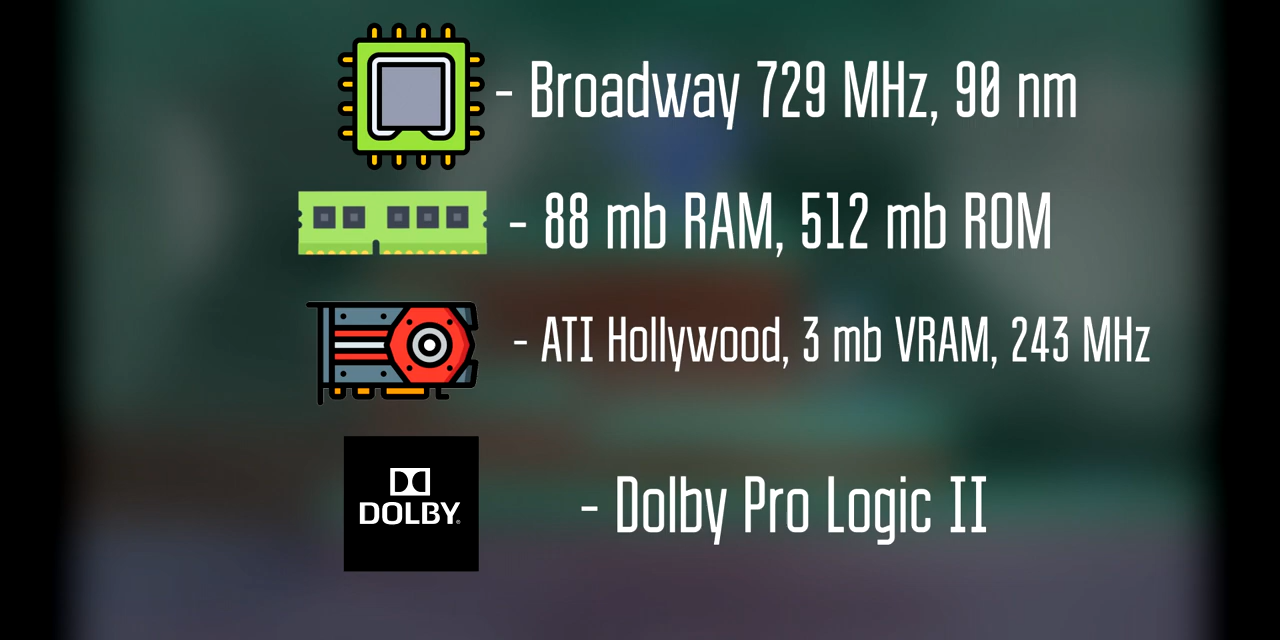 - Broadway 729 MHz, 90 nm
- 88 mb RAM, 512 mb ROM
- ATI Hollywood, 3 mb VRAM, 243 MHz
DOLBY
- Dolby Pro Logic II